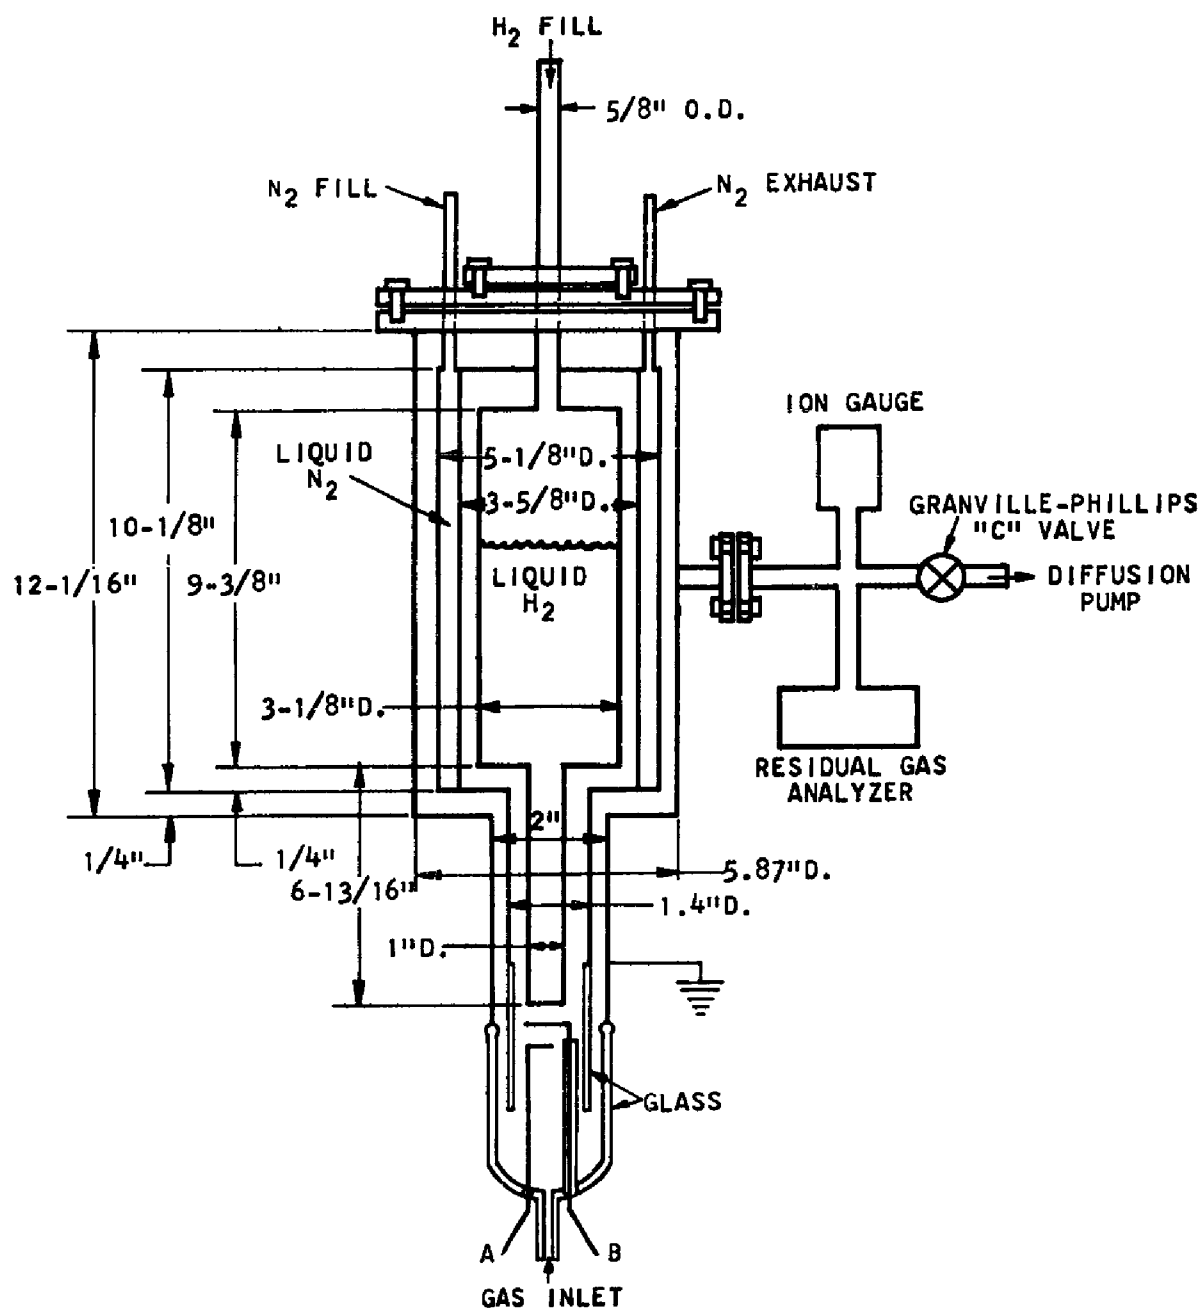 H2 FILL
5/8" O.D.
N2 FILL
N2 EXHAUST
ION GAUGE
LIQUID
N2
5-1/8"D.
3-5/8"D.
GRANVILLE-PHILLIPS
"C" VALVE
10-1/8"
12-1/16"
9-3/8"
LIQUID
H2
DIFFUSION
PUMP
3-1/8"D.
RESIDUAL GAS
ANALYZER
2"
1/4"
1/4"
6-13/16"
5.87"D.
1.4"D.
1"D.
GLASS
A
B
GAS INLET